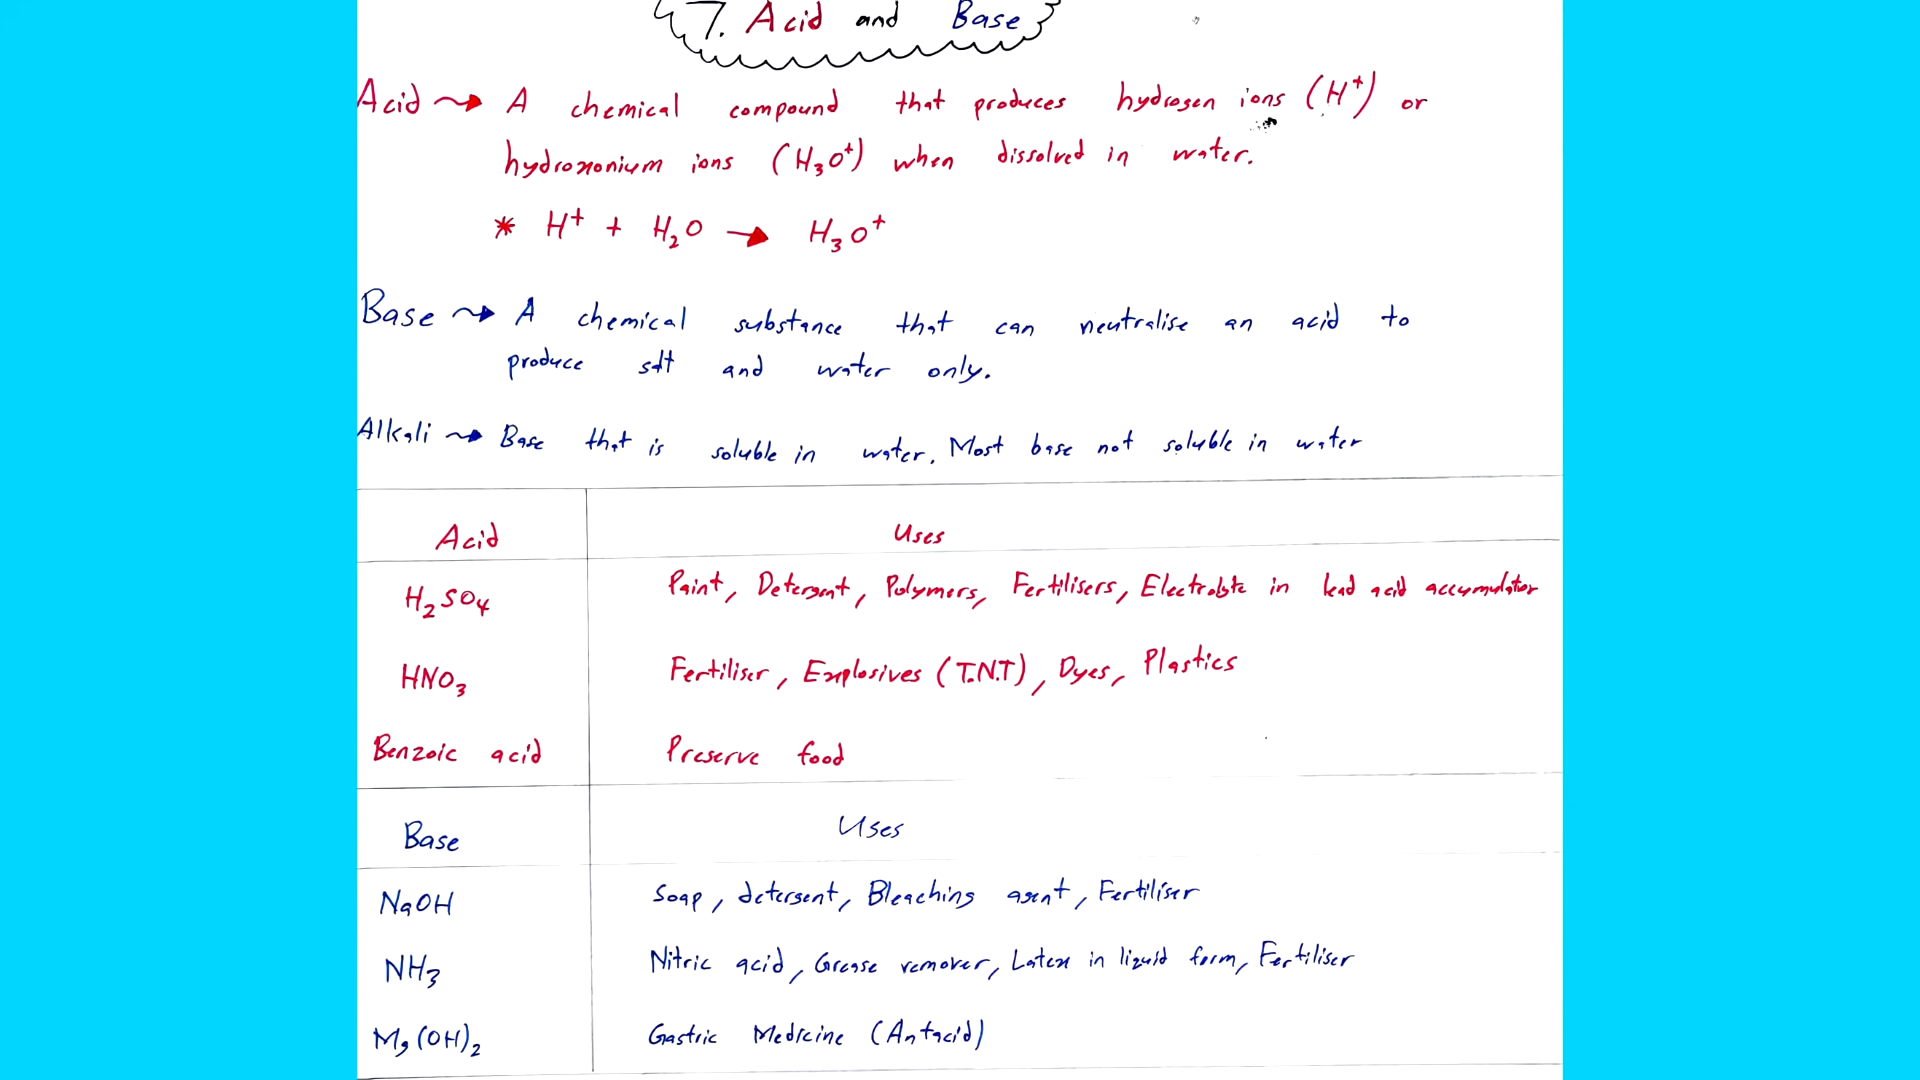 7. Acid and Base
Acid → A chemical compound that produces hydrogen ions (H⁺) or
hydroxonium ions (H₃O⁺) when dissolved in water.
* H⁺ + H₂O → H₃O⁺
Base → A chemical substance that can neutralise an acid to
produce salt and water only.
Alkali → Base that is soluble in water. Most base not soluble in water
Acid Uses
H₂SO₄ Paint, Detergent, Polymers, Fertilisers, Electrolyte in lead acid accumulator
HNO₃ Fertiliser, Explosives (T.N.T), Dyes, Plastics
Benzoic acid Preserve food
Base Uses
NaOH Soap, detergent, Bleaching agent, Fertiliser
NH₃ Nitric acid, Grease remover, Latex in liquid form, Fertiliser
Mg(OH)₂ Gastric Medicine (Antacid)